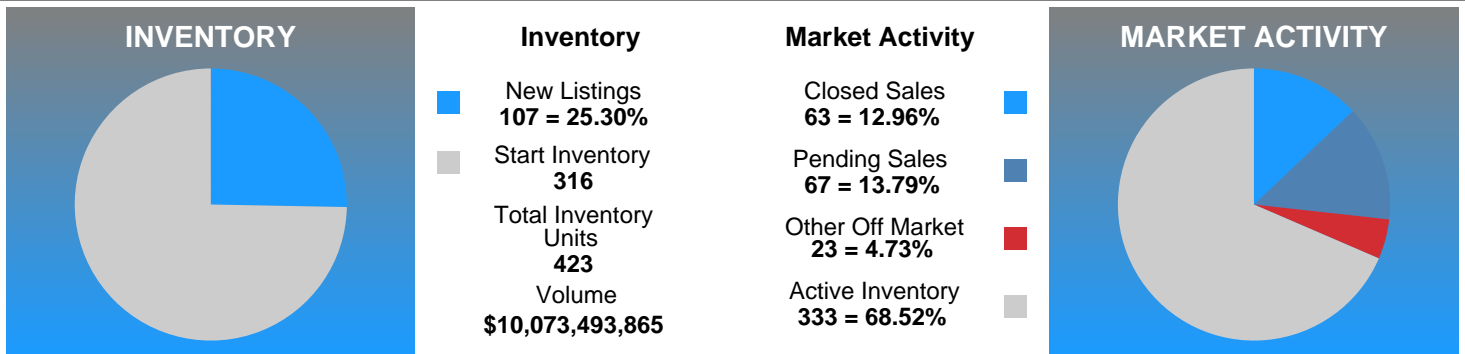 INVENTORY
Inventory
New Listings
107 = 25.30%
Start Inventory
316
Total Inventory
Units
423
Volume
$10,073,493,865
Market Activity
Closed Sales
63 = 12.96%
Pending Sales
67 = 13.79%
Other Off Market
23 = 4.73%
Active Inventory
333 = 68.52%
MARKET ACTIVITY